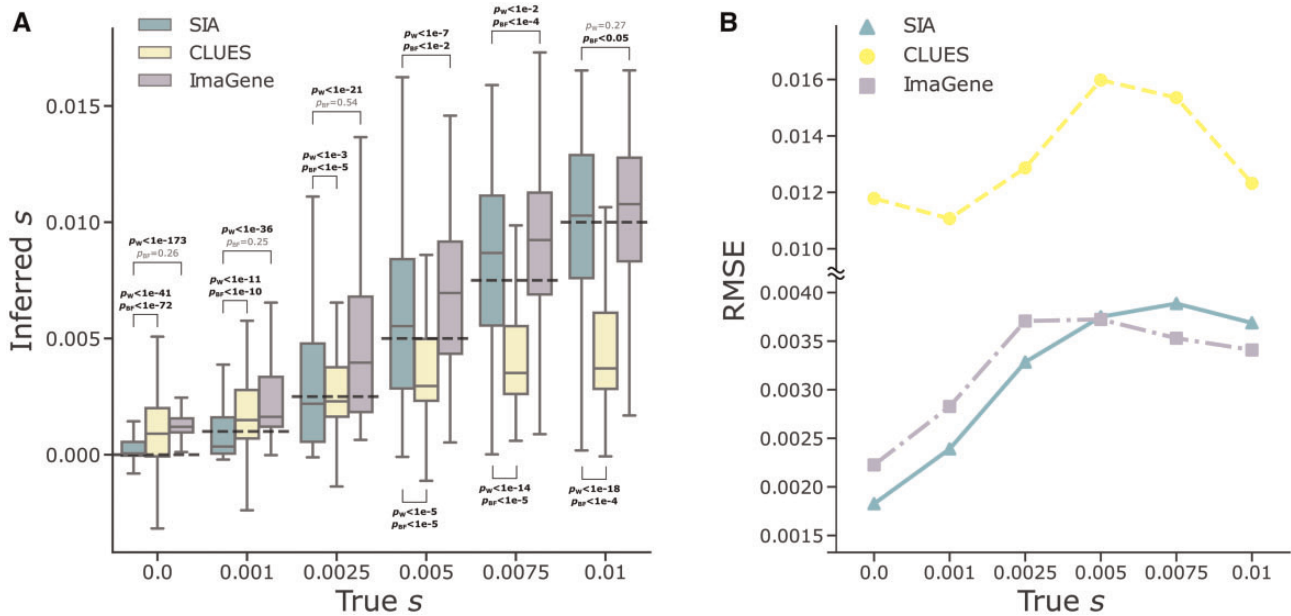 A
SIA
CLUES
ImaGene
Inferred s
0.015
0.010
0.005
0.000
pW<1e-173
pBF=0.26
pW<1e-41
pBF<1e-72
pW<1e-36
pBF=0.25
pW<1e-11
pBF<1e-10
pW<1e-21
pBF=0.54
pW<1e-3
pBF<1e-5
pW<1e-7
pBF<1e-2
pW<1e-5
pBF<1e-5
pW<1e-2
pBF<1e-4
pW<1e-14
pBF<1e-5
pW=0.27
pBF<0.05
pW<1e-18
pBF<1e-4
0.0 0.001 0.0025 0.005 0.0075 0.01
True s
B
SIA
CLUES
ImaGene
RMSE
0.016
0.014
0.012
0.010
0.0040
0.0035
0.0030
0.0025
0.0020
0.0015
0.0 0.001 0.0025 0.005 0.0075 0.01
True s